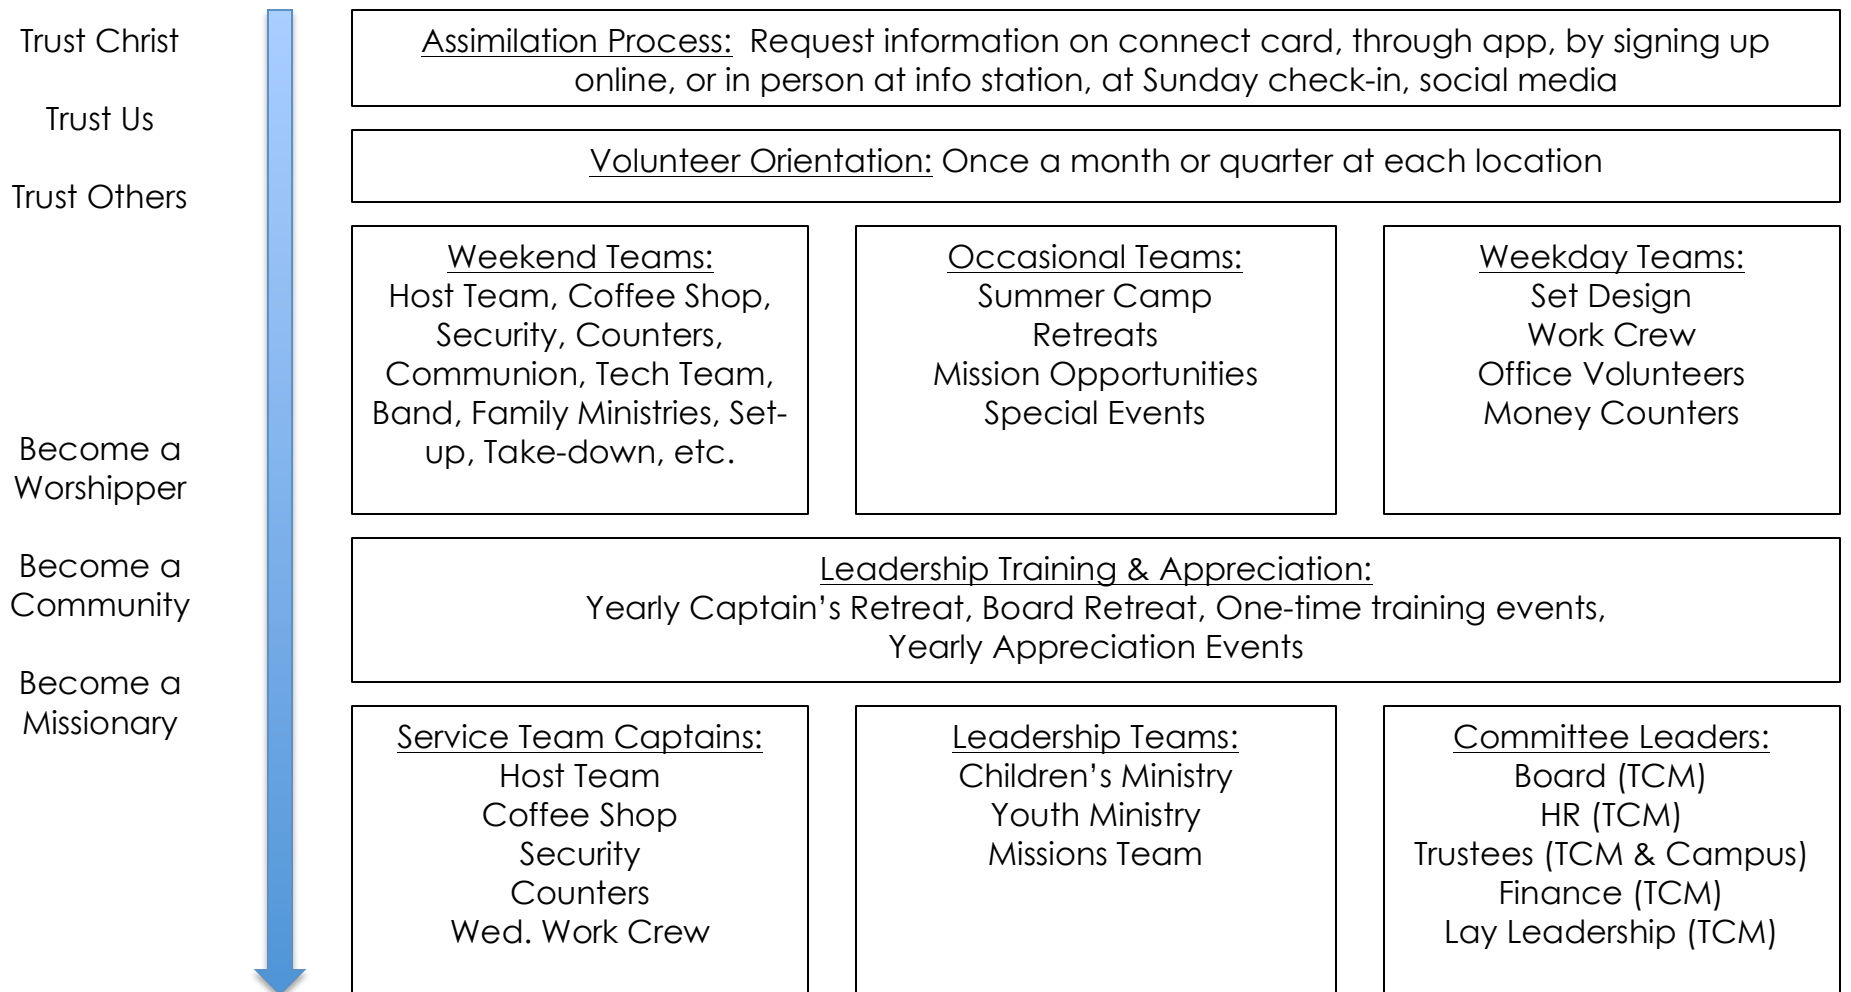 Trust Christ
Trust Us
Trust Others
Become a
Worshipper
Become a
Community
Become a
Missionary
Assimilation Process:  Request information on connect card, through app, by signing up
online, or in person at info station, at Sunday check-in, social media
Volunteer Orientation: Once a month or quarter at each location
Weekend Teams:
Host Team, Coffee Shop,
Security, Counters,
Communion, Tech Team,
Band, Family Ministries, Set-
up, Take-down, etc.
Occasional Teams:
Summer Camp
Retreats
Mission Opportunities
Special Events
Weekday Teams:
Set Design
Work Crew
Office Volunteers
Money Counters
Leadership Training & Appreciation:
Yearly Captain’s Retreat, Board Retreat, One-time training events,
Yearly Appreciation Events
Service Team Captains:
Host Team
Coffee Shop
Security
Counters
Wed. Work Crew
Leadership Teams:
Children’s Ministry
Youth Ministry
Missions Team
Committee Leaders:
Board (TCM)
HR (TCM)
Trustees (TCM & Campus)
Finance (TCM)
Lay Leadership (TCM)